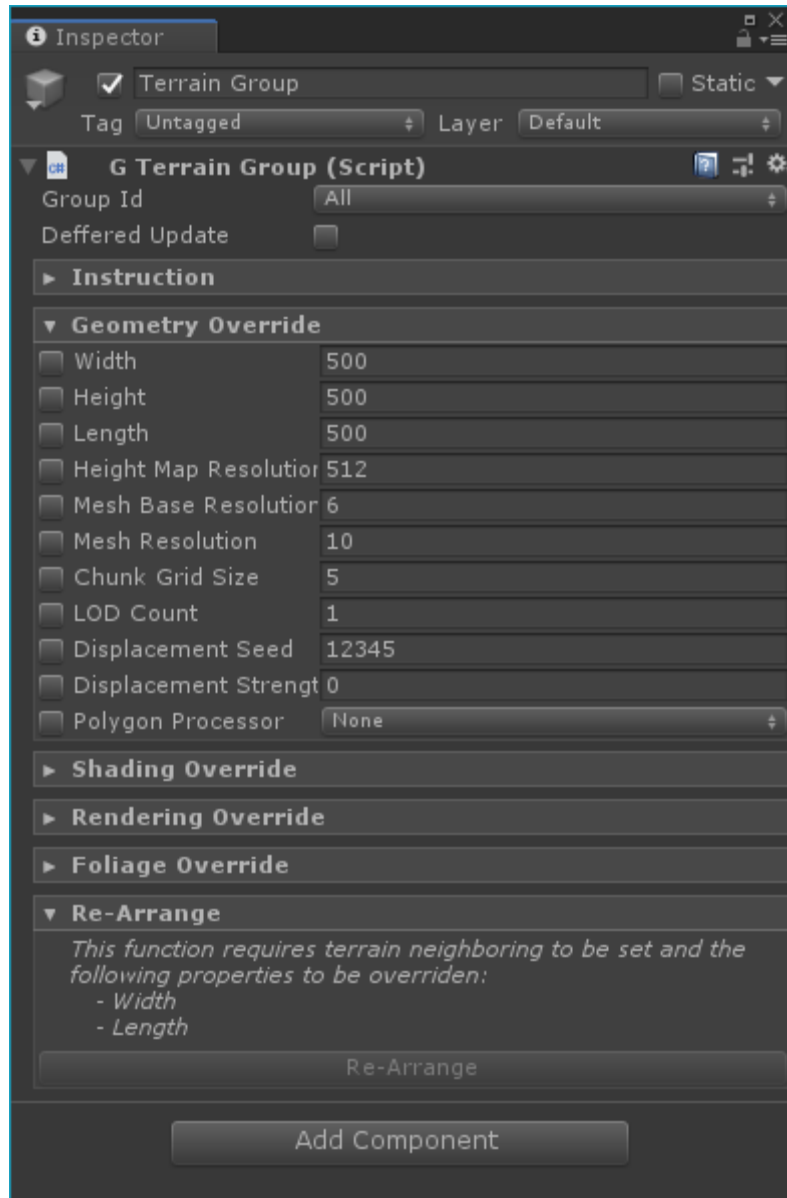 Inspector
Terrain Group Static
Tag Untagged Layer Default
c# G Terrain Group (Script)
Group Id All
Deffered Update
Instruction
Geometry Override
Width 500
Height 500
Length 500
Height Map Resolution 512
Mesh Base Resolution 6
Mesh Resolution 10
Chunk Grid Size 5
LOD Count 1
Displacement Seed 12345
Displacement Strengt 0
Polygon Processor None
Shading Override
Rendering Override
Foliage Override
Re-Arrange
This function requires terrain neighboring to be set and the
following properties to be overriden:
- Width
- Length
Re-Arrange
Add Component